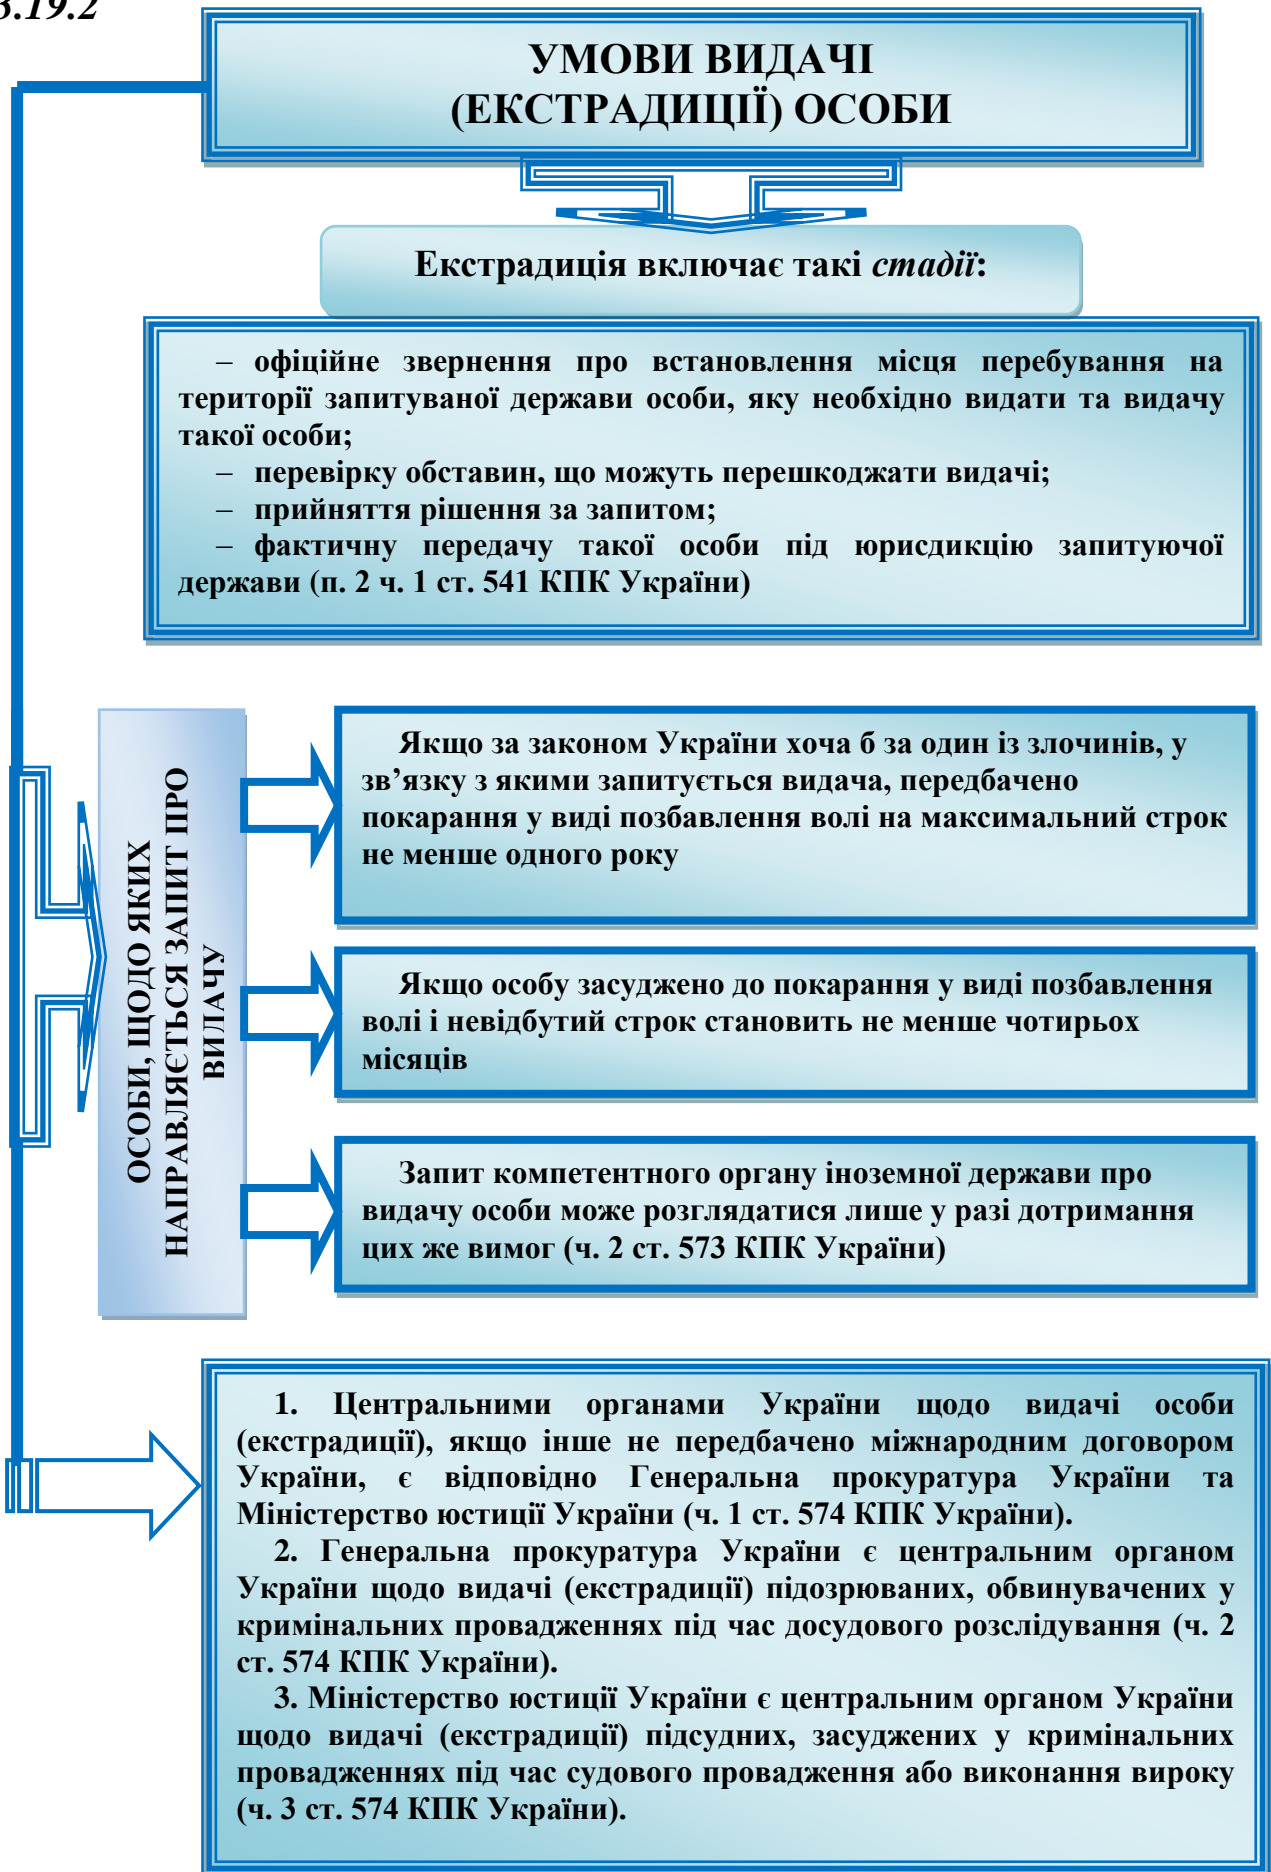 3.19.2
УМОВИ ВИДАЧІ
(ЕКСТРАДИЦІЇ) ОСОБИ
Екстрадиція включає такі стадії:
– офіційне звернення про встановлення місця перебування на
території запитуваної держави особи, яку необхідно видати та видачу
такої особи;
– перевірку обставин, що можуть перешкоджати видачі;
– прийняття рішення за запитом;
– фактичну передачу такої особи під юрисдикцію запитуючої
держави (п. 2 ч. 1 ст. 541 КПК України)
ОСОБИ, ЩОДО ЯКИХ
НАПРАВЛЯЄТЬСЯ ЗАПИТ ПРО
ВИДАЧУ
Якщо за законом України хоча б за один із злочинів, у
зв’язку з якими запитується видача, передбачено
покарання у виді позбавлення волі на максимальний строк
не менше одного року
Якщо особу засуджено до покарання у виді позбавлення
волі і невідбутий строк становить не менше чотирьох
місяців
Запит компетентного органу іноземної держави про
видачу особи може розглядатися лише у разі дотримання
цих же вимог (ч. 2 ст. 573 КПК України)
1. Центральними органами України щодо видачі особи
(екстрадиції), якщо інше не передбачено міжнародним договором
України, є відповідно Генеральна прокуратура України та
Міністерство юстиції України (ч. 1 ст. 574 КПК України).
2. Генеральна прокуратура України є центральним органом
України щодо видачі (екстрадиції) підозрюваних, обвинувачених у
кримінальних провадженнях під час досудового розслідування (ч. 2
ст. 574 КПК України).
3. Міністерство юстиції України є центральним органом України
щодо видачі (екстрадиції) підсудних, засуджених у кримінальних
провадженнях під час судового провадження або виконання вироку
(ч. 3 ст. 574 КПК України).